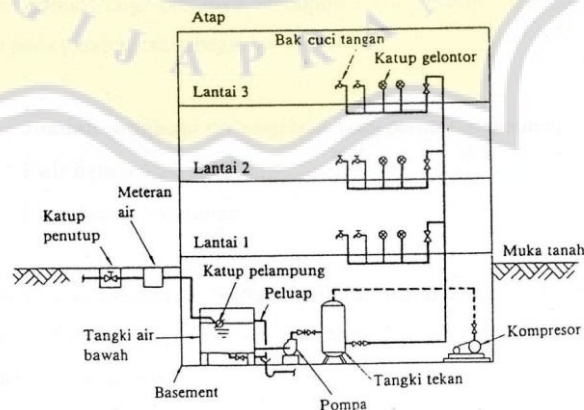 GIJAPRA
Atap
Bak cuci tangan
Katup gelontor
Lantai 3
Lantai 2
Meteran
air
Katup
penutup
Lantai 1
Muka tanah
Katup pelampung
Peluap
Tangki air
bawah
Kompresor
Tangki tekan
Basement
Pompa